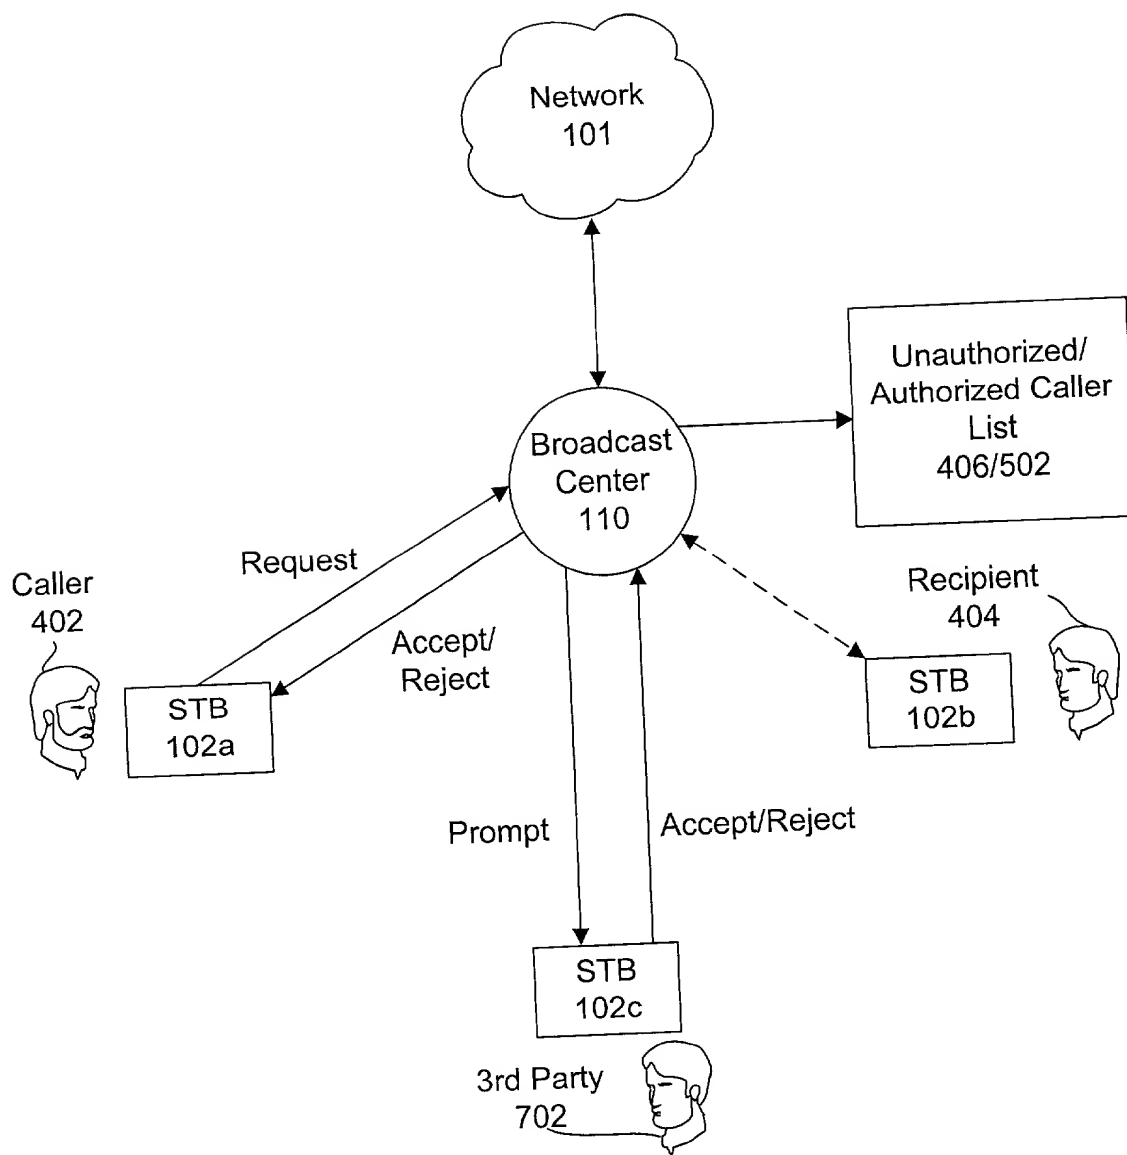 Network
101
Unauthorized/
Authorized Caller
List
406/502
Broadcast
Center
110
Request
Caller
402
Accept/
Reject
Recipient
404
STB
102a
STB
102b
Prompt
Accept/Reject
STB
102c
3rd Party
702